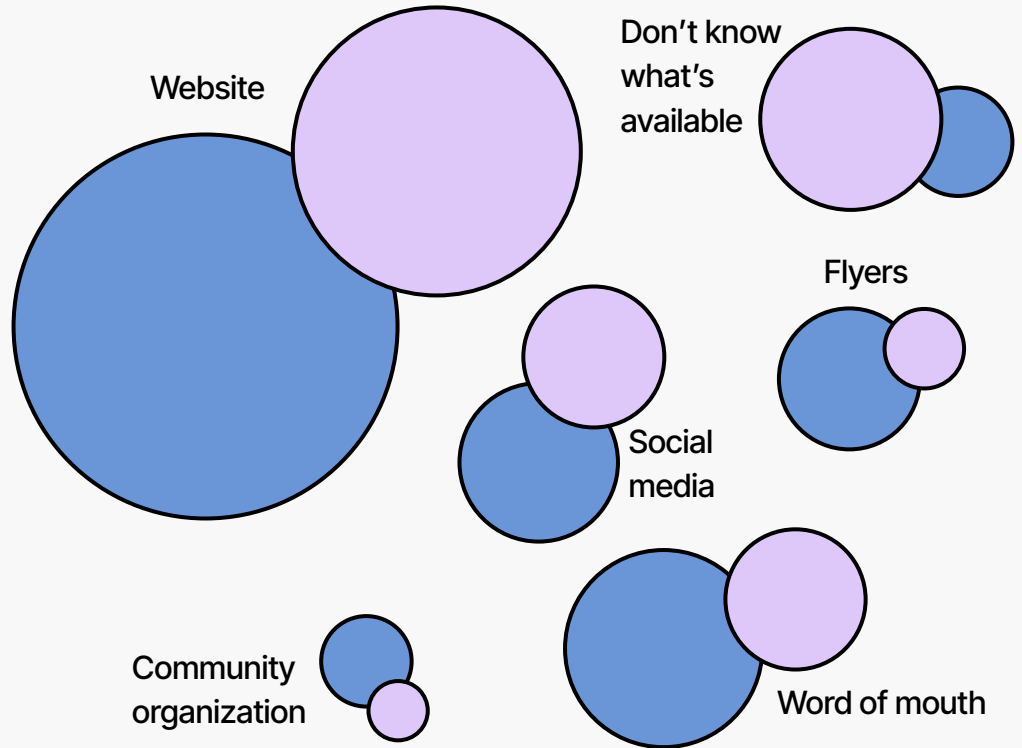 Website
Don’t know
what’s
available
Flyers
Social
media
Community
organization
Word of mouth